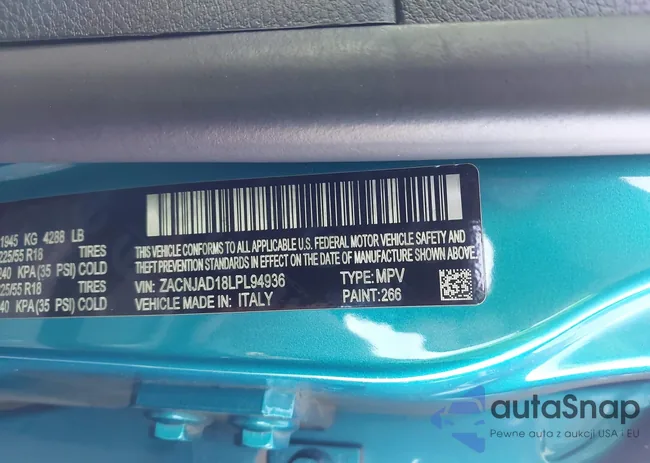 1945 KG 4288 LB
225/55 R18 TIRES
240 KPA (35 PSI) COLD
225/55 R18 TIRES
240 KPA (35 PSI) COLD
THIS VEHICLE CONFORMS TO ALL APPLICABLE U.S. FEDERAL MOTOR VEHICLE SAFETY AND
THEFT PREVENTION STANDARDS IN EFFECT ON THE DATE OF MANUFACTURE SHOWN ABOVE.
VIN: ZACNJAD18LPL94936 TYPE: MPV
VEHICLE MADE IN ITALY PAINT: 266
autaSnap
Pewne auta z aukcji USA i EU